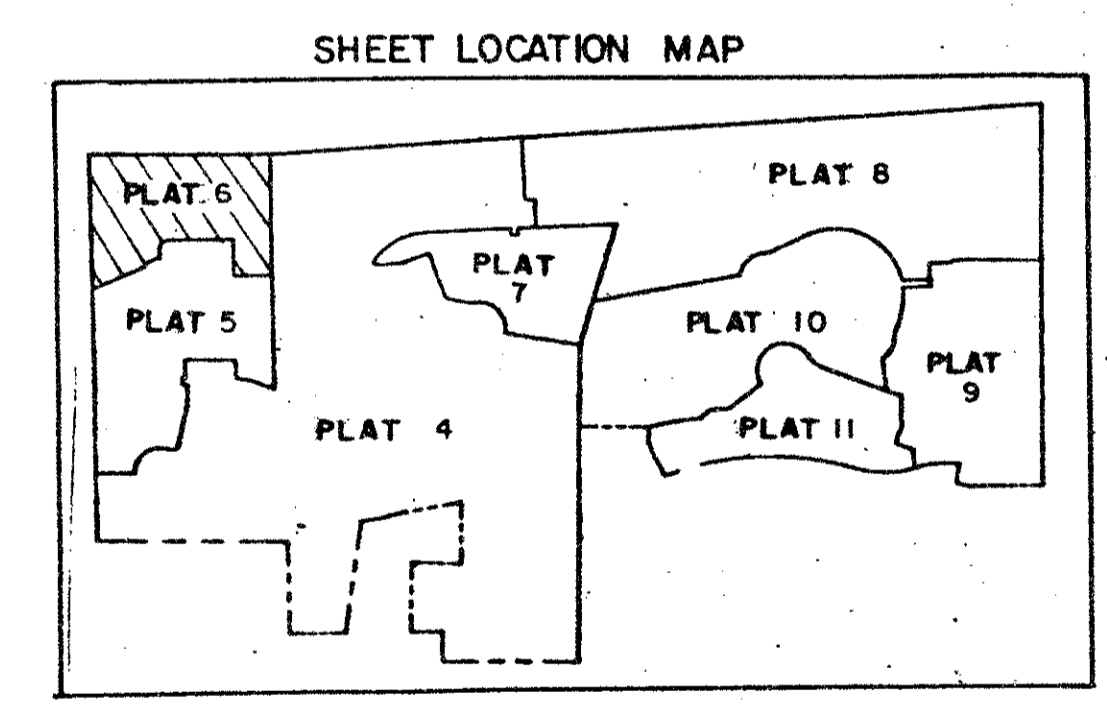 SHEET LOCATION MAP
PLAT 6
PLAT 8
PLAT
7
PLAT 5
PLAT 10
PLAT
9
PLAT 4
PLAT 11